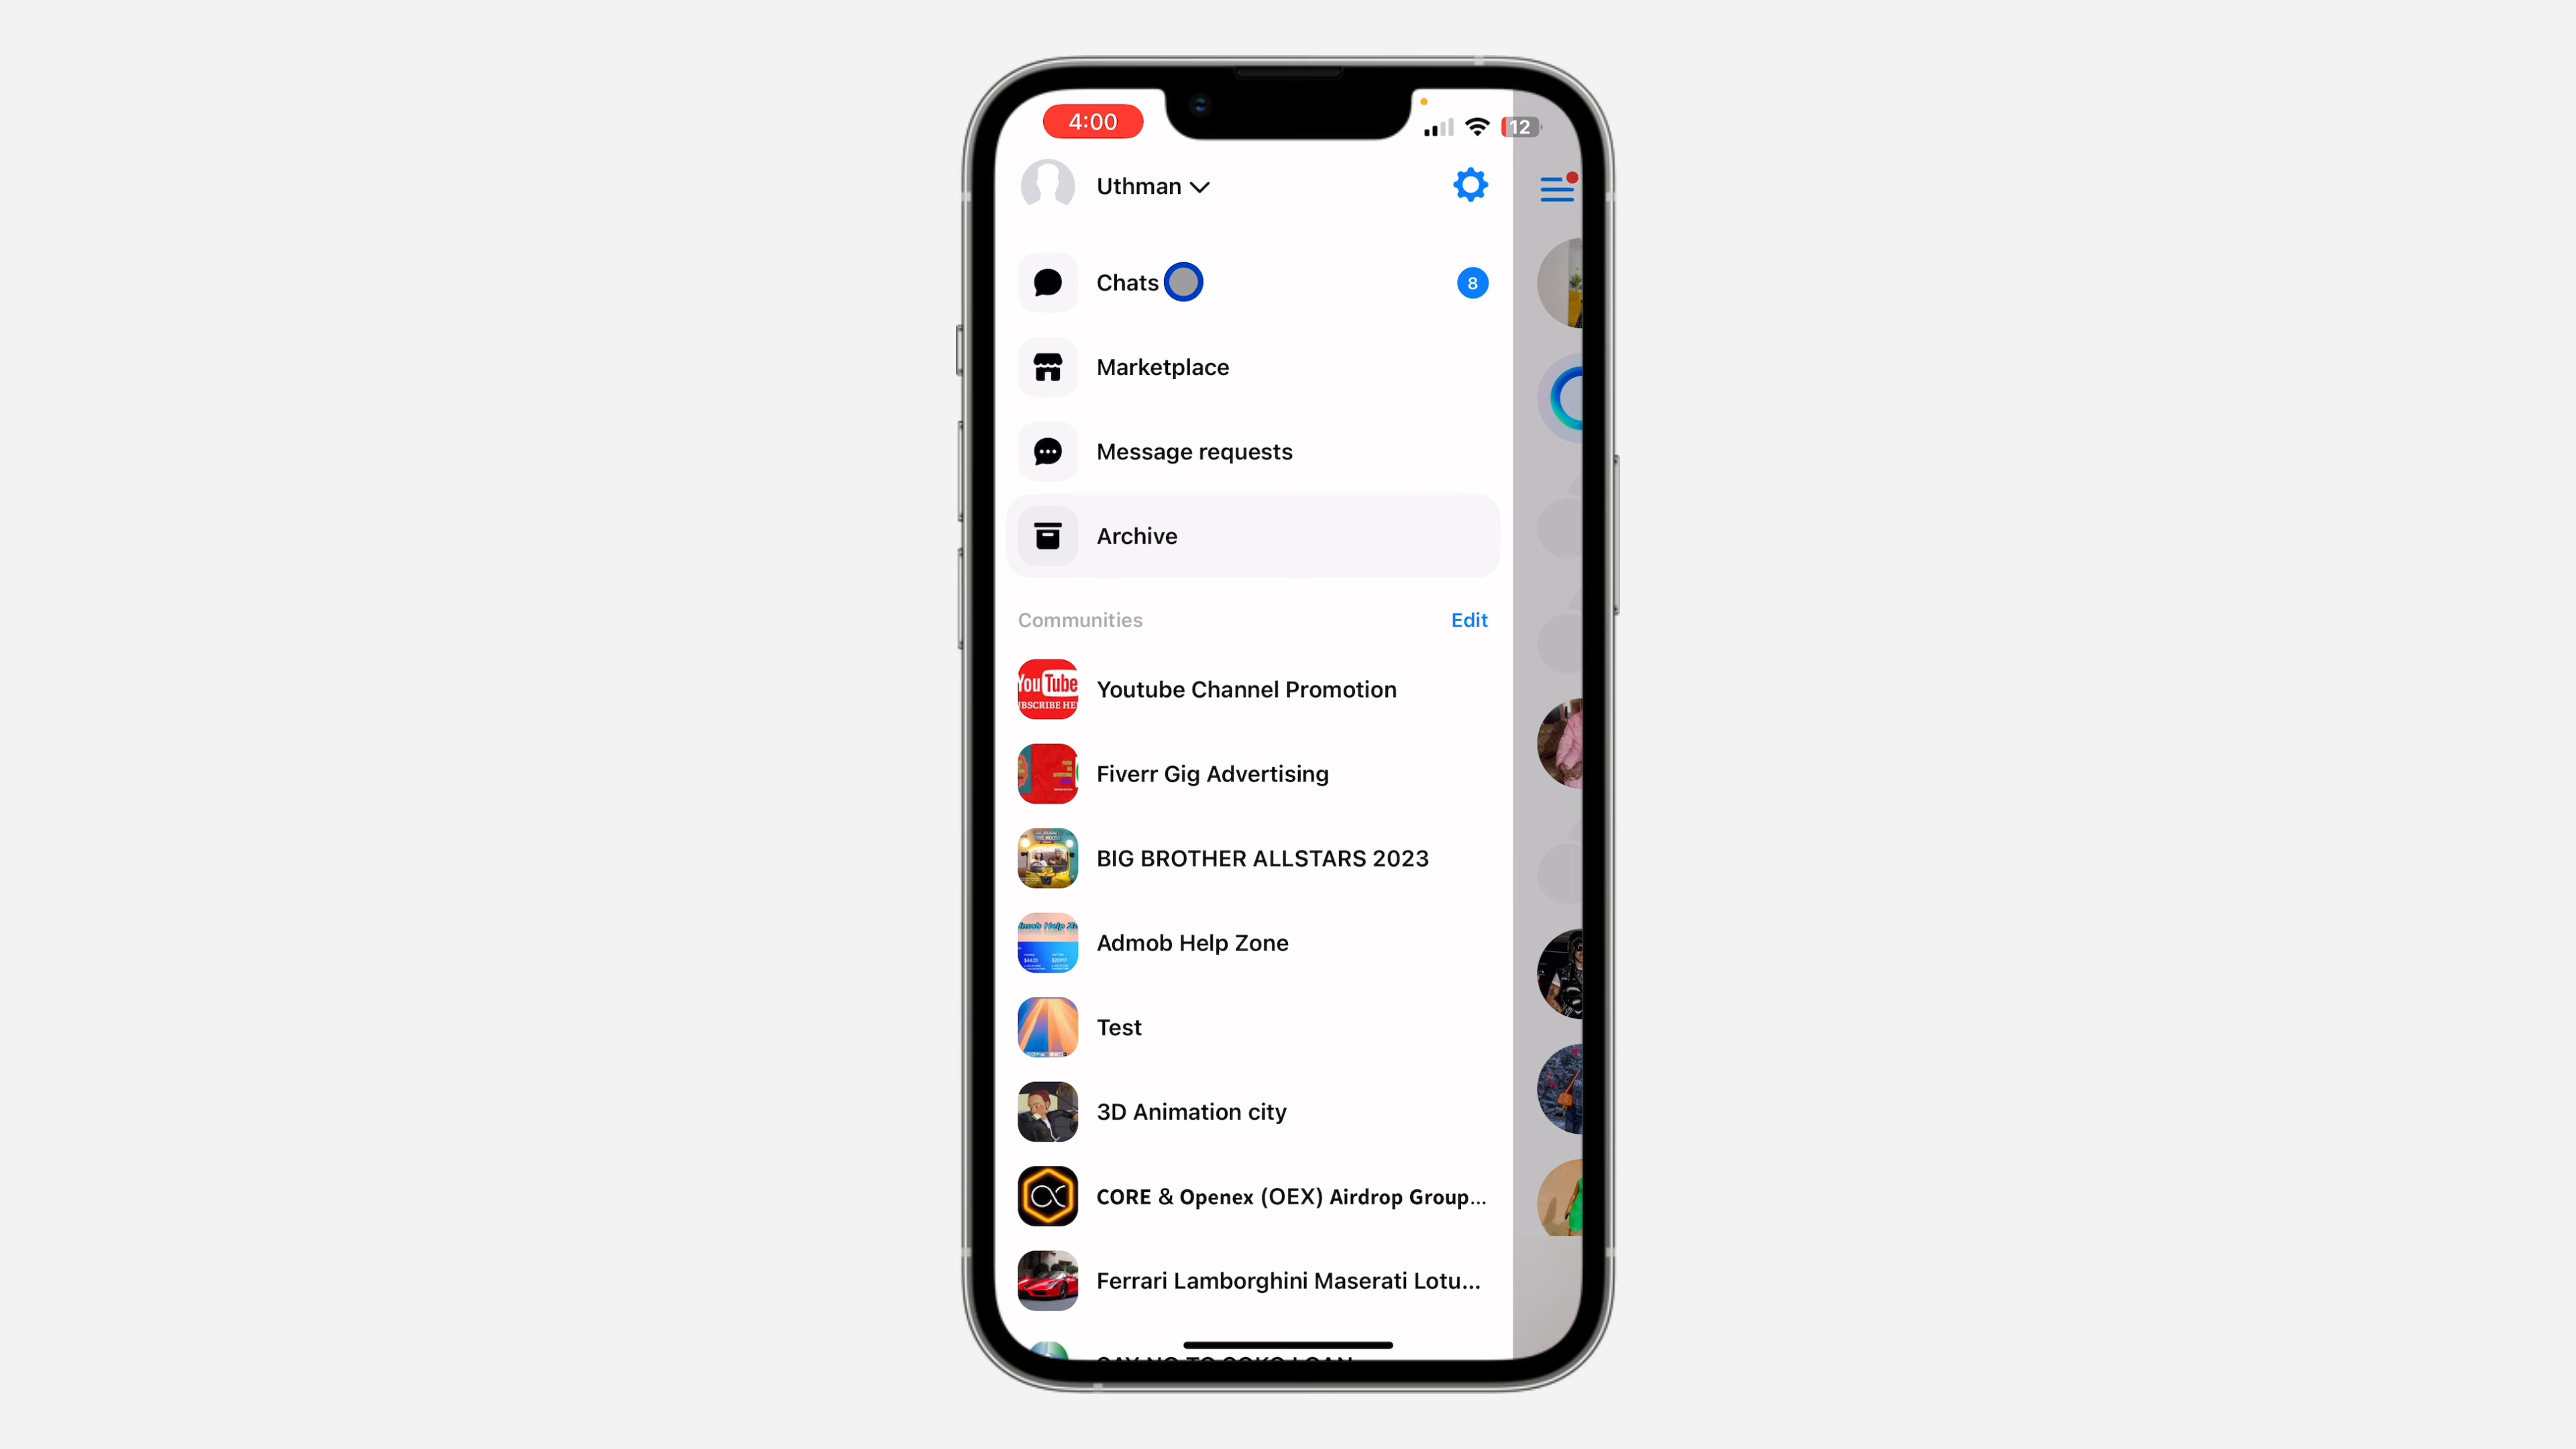 4:00
12
Uthman
Chats
8
Marketplace
Message requests
Archive
Communities
Edit
You Tube
Youtube Channel Promotion
Fiverr Gig Advertising
BIG BROTHER ALLSTARS 2023
Admob Help Zone
Test
3D Animation city
CORE & Openex (OEX) Airdrop Group...
Ferrari Lamborghini Maserati Lotu...